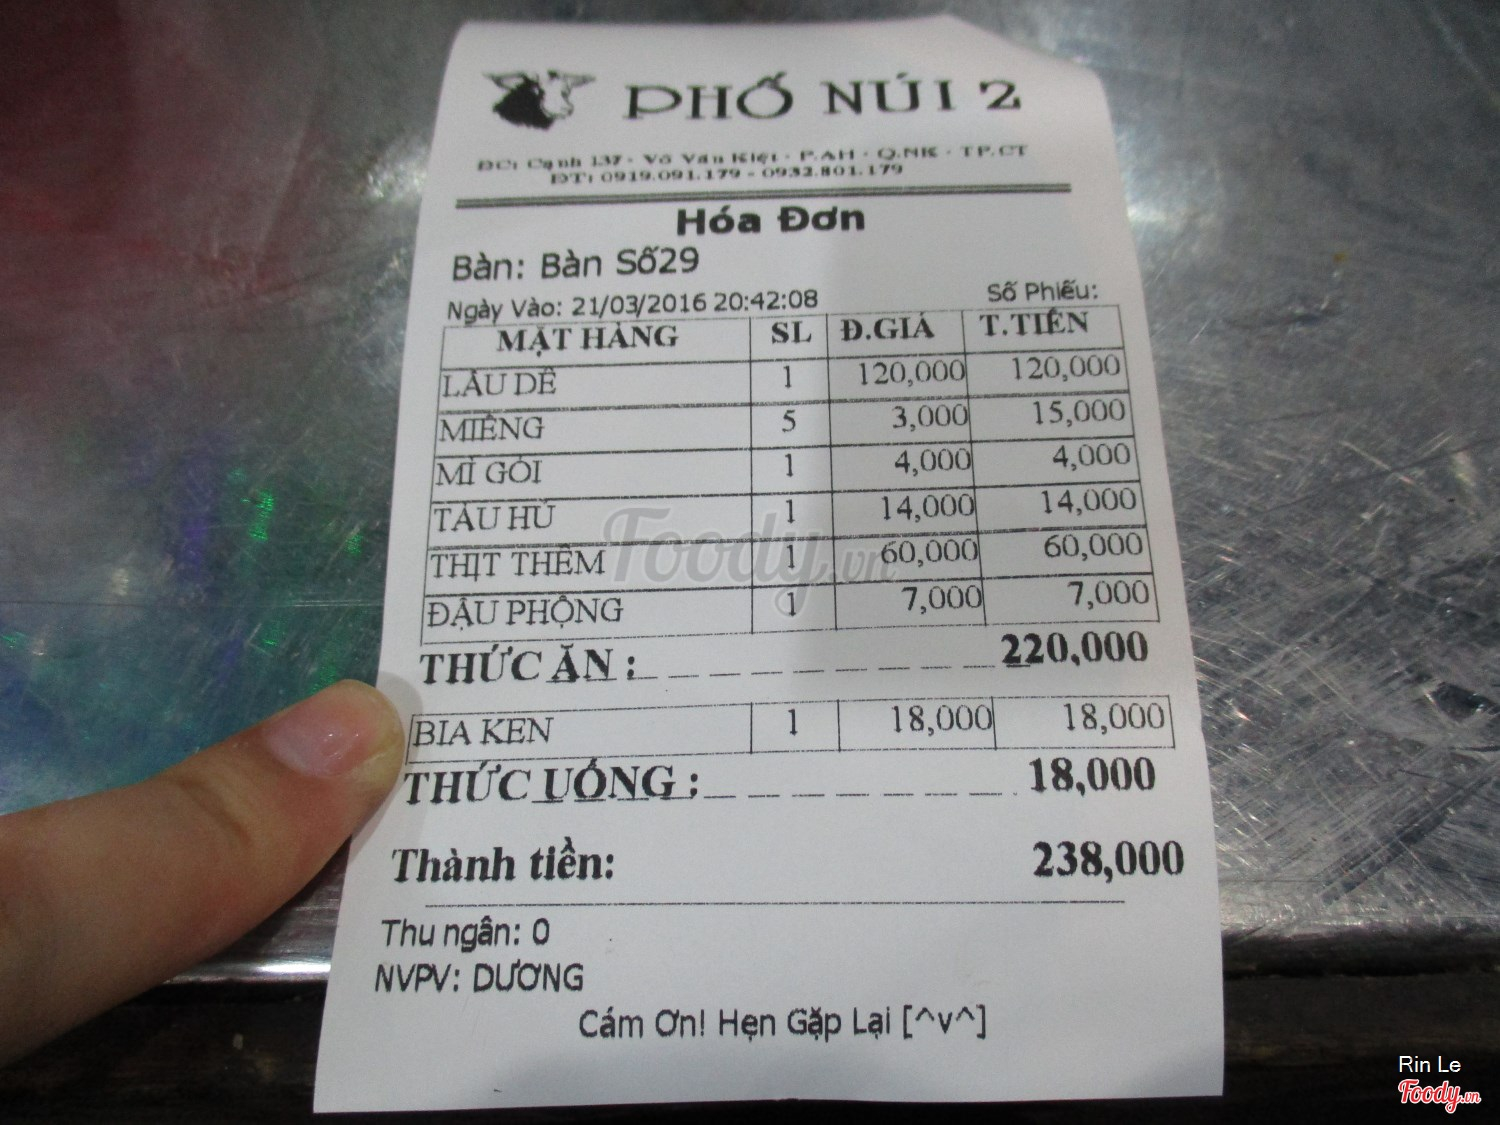 PHỐ NÚI 2
ĐC: Cạnh 137 - Võ Văn Kiệt - P.AH - Q.NK - TP.CT
ĐT: 0919.091.179 - 0932.801.179
Hóa Đơn
Bàn: Bàn Số29
Ngày Vào: 21/03/2016 20:42:08 Số Phiếu:
MẶT HÀNG SL Đ.GIÁ T.TIỀN
LẨU DÊ 1 120,000 120,000
MIẾNG 5 3,000 15,000
MÌ GÓI 1 4,000 4,000
TÀU HỦ 1 14,000 14,000
THỊT THÊM 1 60,000 60,000
ĐẬU PHỘNG 1 7,000 7,000
THỨC ĂN : 220,000
BIA KEN 1 18,000 18,000
THỨC UỐNG : 18,000
Thành tiền: 238,000
Thu ngân: 0
NVPV: DƯƠNG
Cám Ơn! Hẹn Gặp Lại [^v^]
Foody.vn
Rin Le
Foody.vn